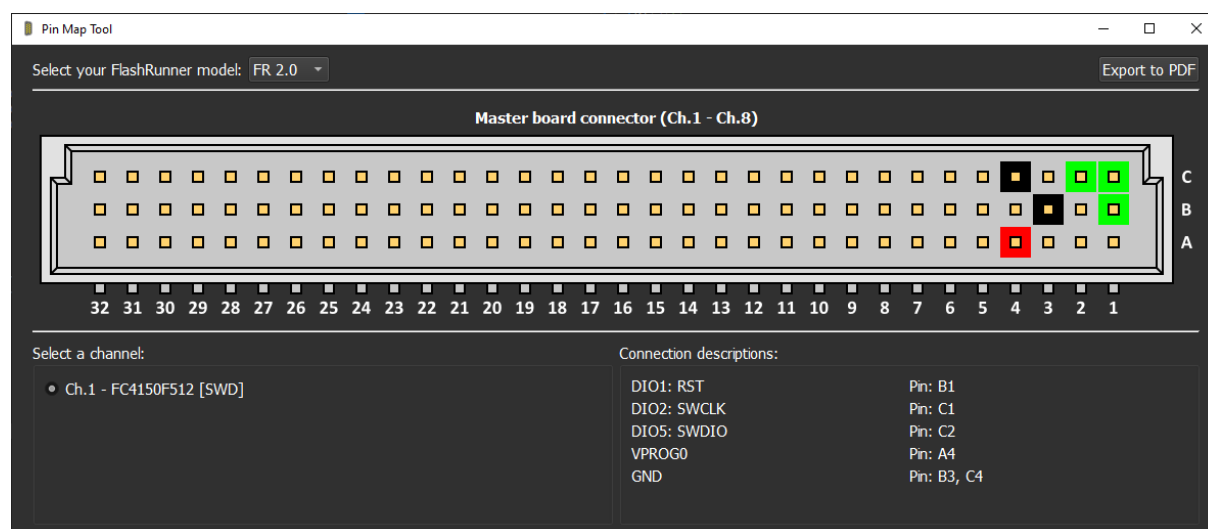 Pin Map Tool
Select your FlashRunner model: FR 2.0 Export to PDF
Master board connector (Ch.1 - Ch.8)
C
B
A
32 31 30 29 28 27 26 25 24 23 22 21 20 19 18 17 16 15 14 13 12 11 10 9 8 7 6 5 4 3 2 1
Select a channel:
Ch.1 - FC4150F512 [SWD]
Connection descriptions:
DIO1: RST Pin: B1
DIO2: SWCLK Pin: C1
DIO5: SWDIO Pin: C2
VPROG0 Pin: A4
GND Pin: B3, C4